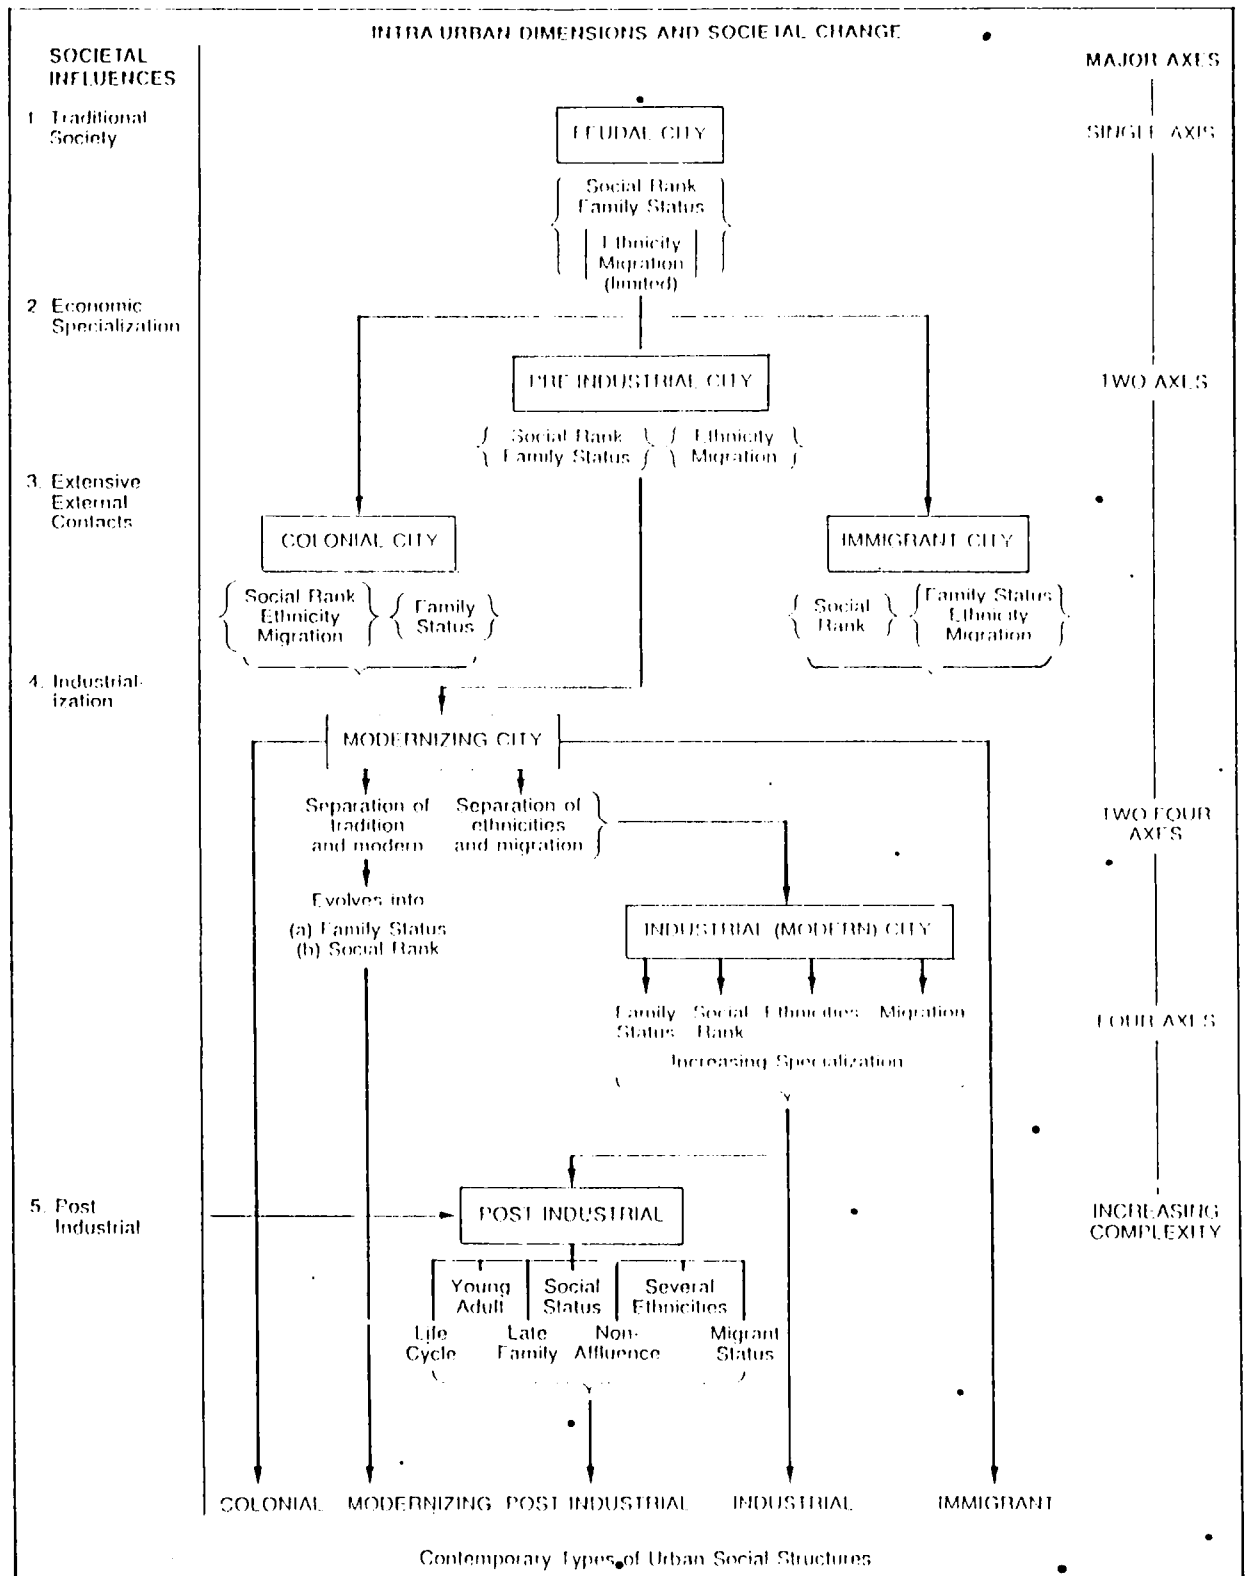 INTRA-URBAN DIMENSIONS AND SOCIETAL CHANGE
SOCIETAL
INFLUENCES
MAJOR AXES
1. Traditional
Society
FEUDAL CITY
SINGLE AXIS
Social Rank
Family Status
Ethnicity
Migration
(limited)
2. Economic
Specialization
PRE INDUSTRIAL CITY
TWO AXES
Social Rank
Family Status
Ethnicity
Migration
3. Extensive
External
Contacts
COLONIAL CITY
IMMIGRANT CITY
Social Rank
Ethnicity
Migration
Family
Status
Social
Rank
Family Status
Ethnicity
Migration
4. Industrial-
ization
MODERNIZING CITY
Separation of
tradition
and modern
Separation of
ethnicities
and migration
TWO FOUR
AXES
Evolves into
(a) Family Status
(b) Social Rank
INDUSTRIAL (MODERN) CITY
Family
Status
Social
Rank
Ethnicities
Migration
FOUR AXES
Increasing Specialization
5. Post
Industrial
POST INDUSTRIAL
INCREASING
COMPLEXITY
Young
Adult
Social
Status
Several
Ethnicities
Life
Cycle
Late
Family
Non-
Affluence
Migrant
Status
COLONIAL
MODERNIZING
POST INDUSTRIAL
INDUSTRIAL
IMMIGRANT
Contemporary Types of Urban Social Structures